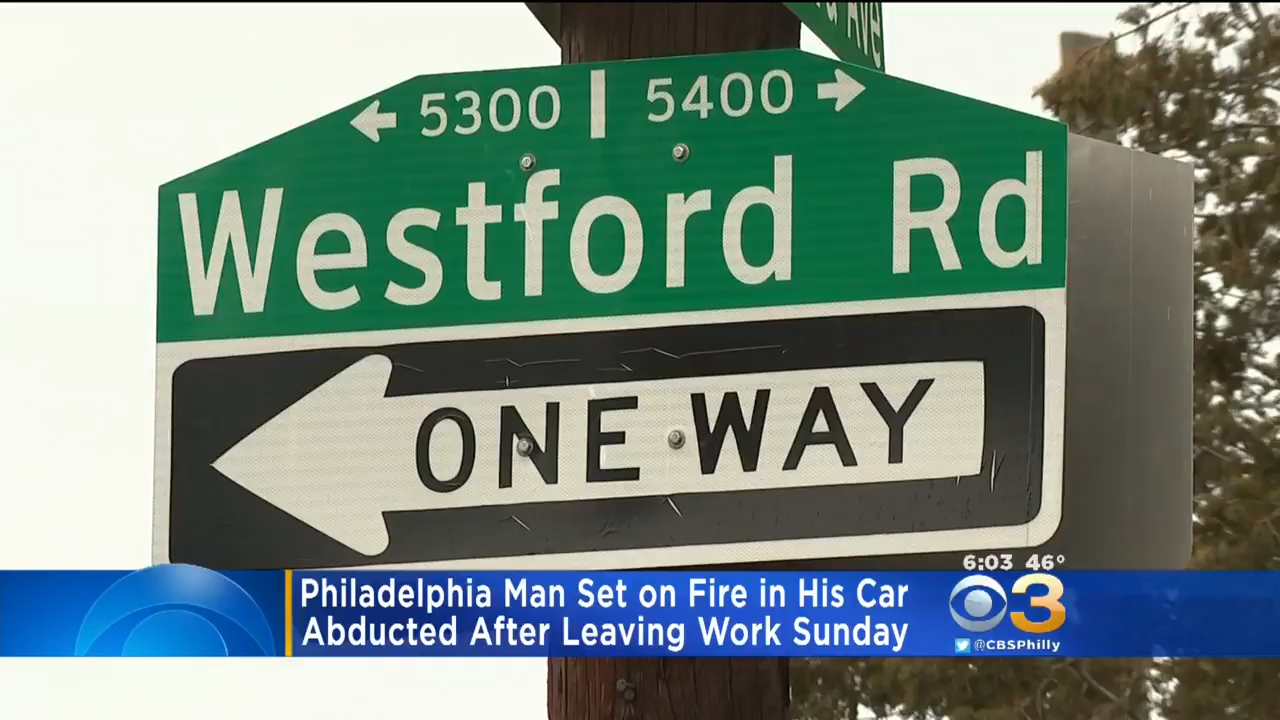 Ave
← 5300 | 5400 →
Westford Rd
ONE WAY
6:03 46°
Philadelphia Man Set on Fire in His Car
Abducted After Leaving Work Sunday
3
@CBSPhilly